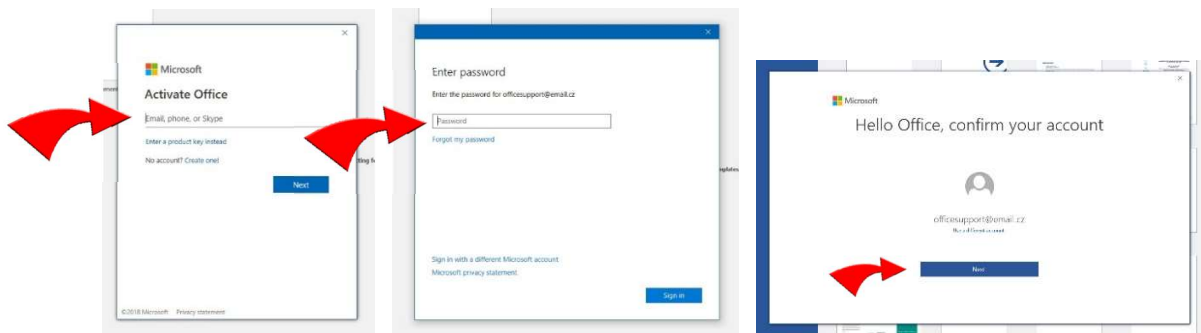 Microsoft
Activate Office
Email, phone, or Skype
Enter a product key instead
No account? Create one!
Next
©2018 Microsoft Privacy statement
Enter password
Enter the password for officesupport@email.cz
Password
Forgot my password
Sign in with a different Microsoft account
Microsoft privacy statement
Sign in
Microsoft
Hello Office, confirm your account
officesupport@email.cz
Next